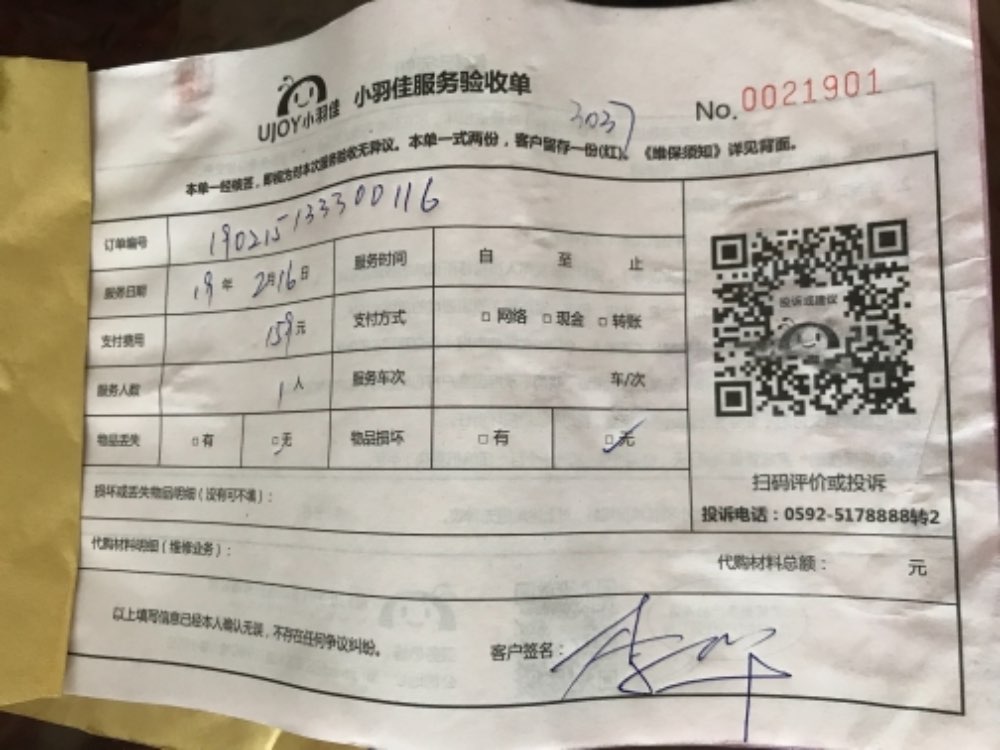 UJOY小羽佳
小羽佳服务验收单
No.0021901
3037
本单一经核签，即视为对本次服务验收无异议。本单一式两份，客户留存一份(红)。《维保须知》详见背面。
订单编号 190215133300116
服务日期 19年 2月16日 服务时间 自 至 止
支付费用 159元 支付方式 □网络 □现金 □转账
服务人数 1人 服务车次 车/次
物品丢失 □有 □无 物品损坏 □有 □无
投诉或建议
扫码评价或投诉
投诉电话：0592-5178888转2
损坏或丢失物品明细（没有可不填）：
代购材料明细（维修业务）： 代购材料总额： 元
以上填写信息已经本人确认无误，不存在任何争议纠纷。 客户签名：